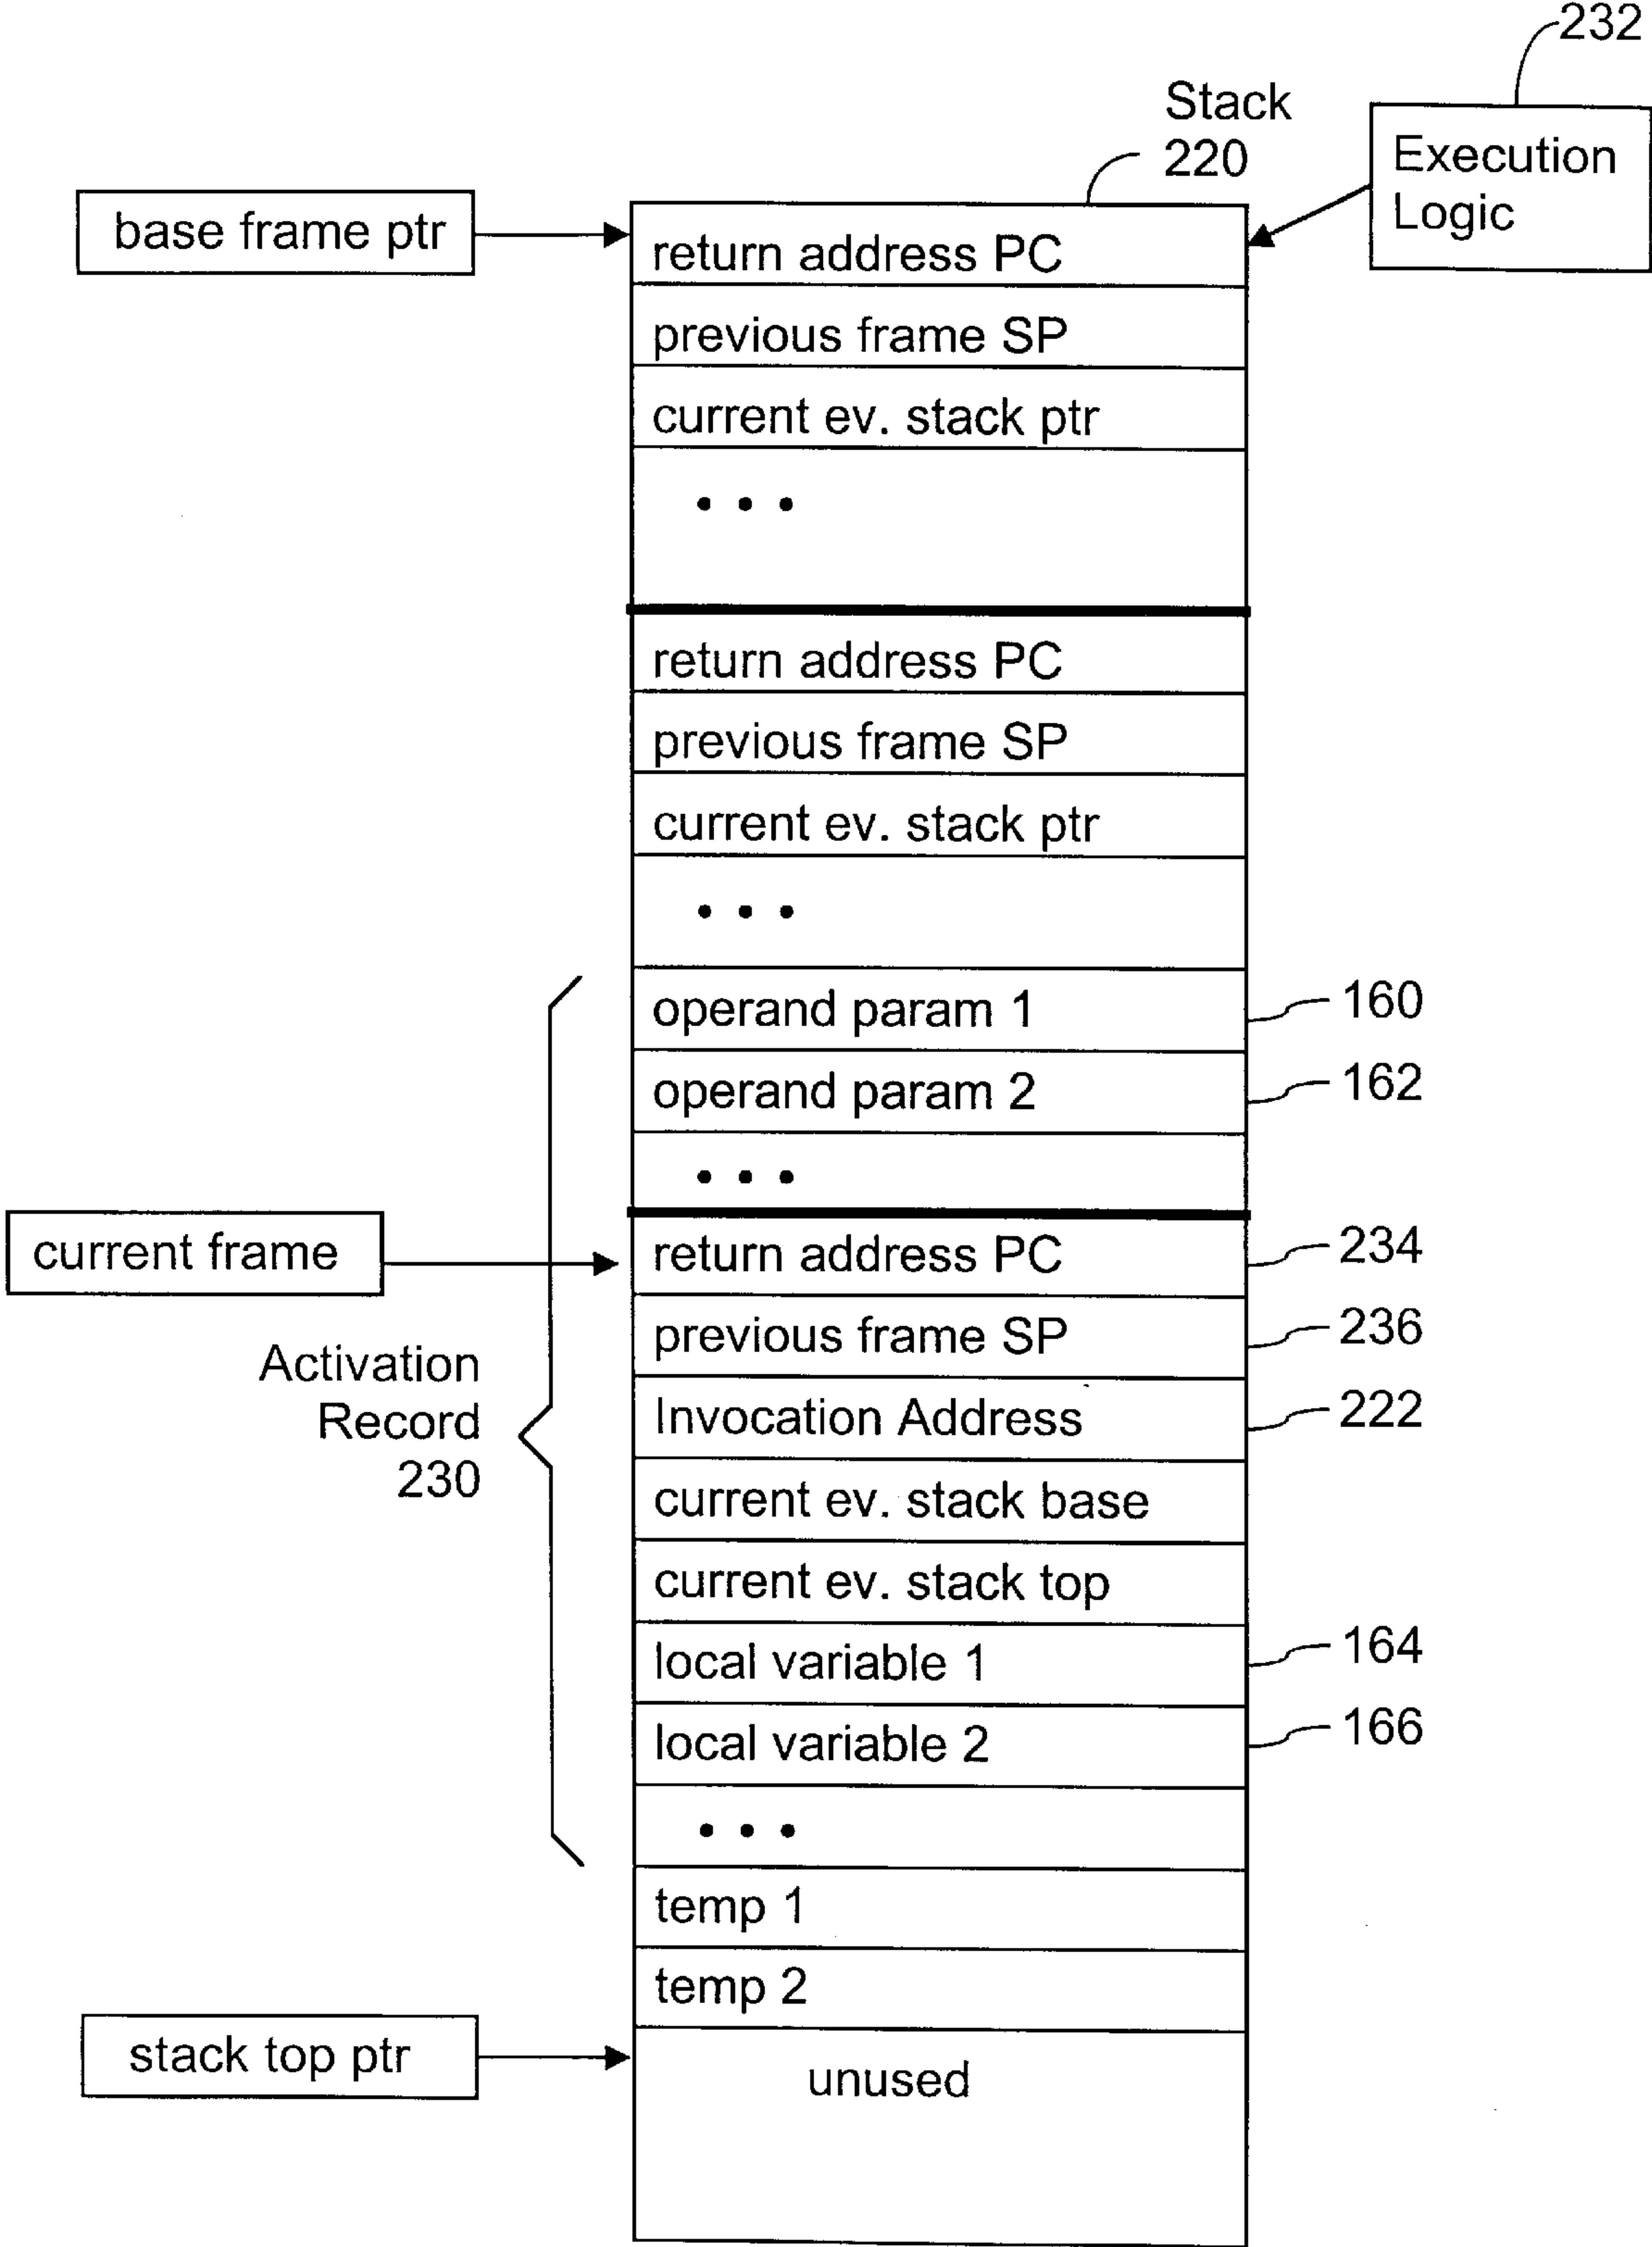 232
Stack
220
Execution
Logic
base frame ptr
return address PC
previous frame SP
current ev. stack ptr
• • •
return address PC
previous frame SP
current ev. stack ptr
• • •
operand param 1
160
operand param 2
162
• • •
current frame
return address PC
234
previous frame SP
236
Activation
Record
230
Invocation Address
222
current ev. stack base
current ev. stack top
local variable 1
164
local variable 2
166
• • •
temp 1
temp 2
stack top ptr
unused